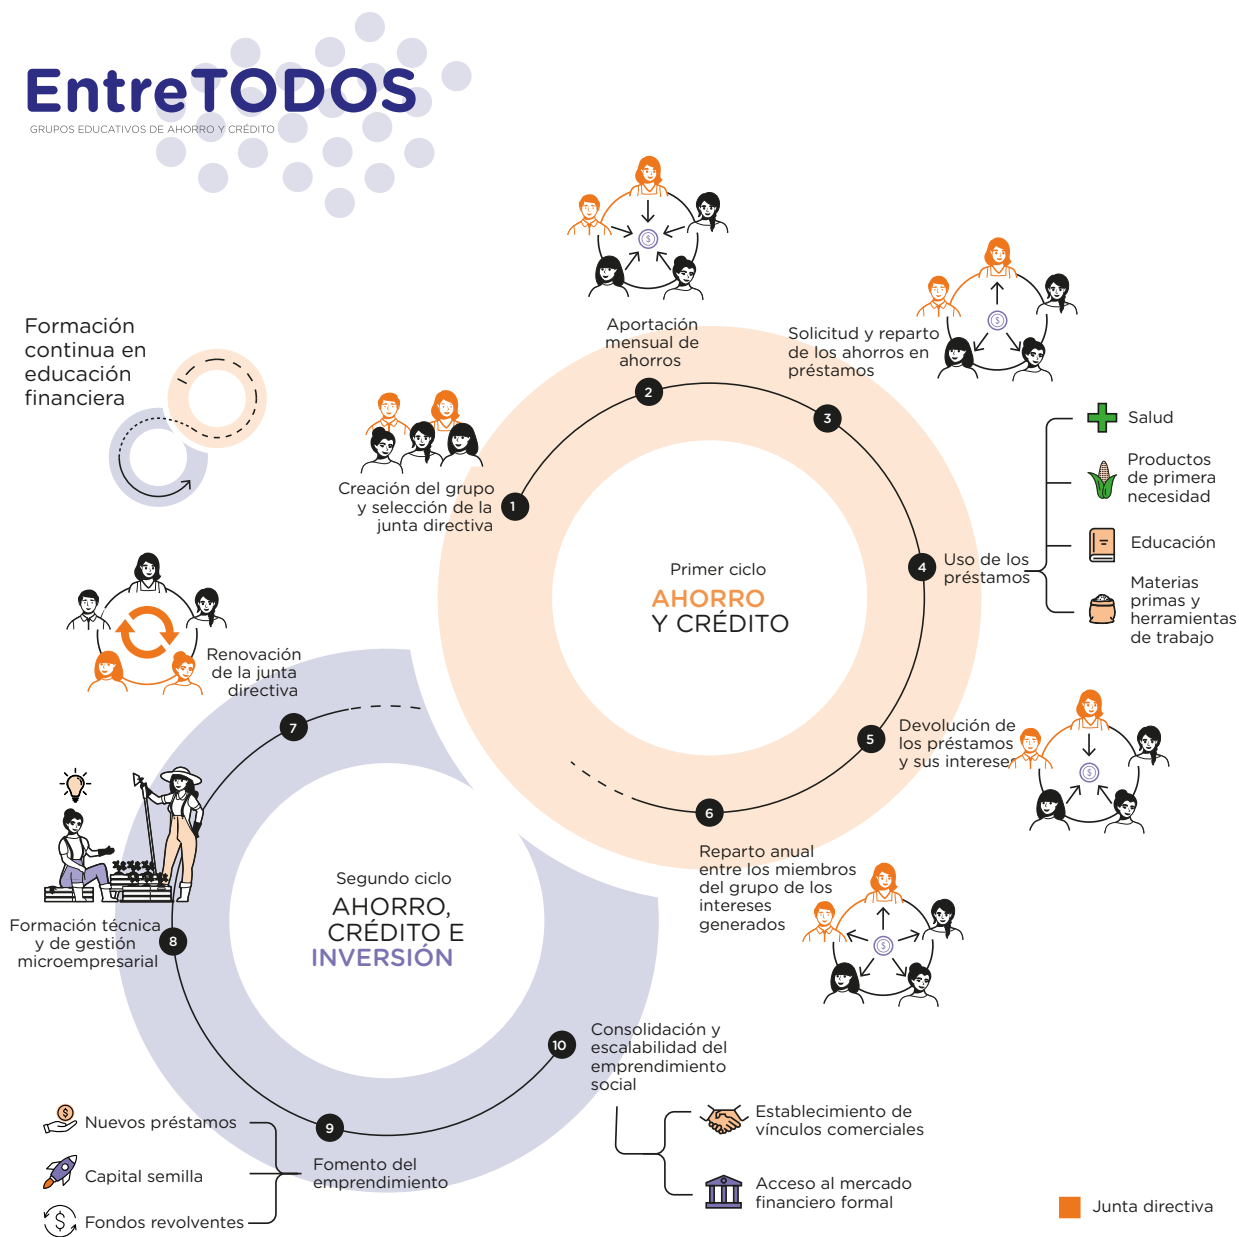 EntreTODOS
GRUPOS EDUCATIVOS DE AHORRO Y CRÉDITO
Formación
continua en
educación
financiera
Creación del grupo
y selección de la
junta directiva
1
Aportación
mensual de
ahorros
2
Solicitud y reparto
de los ahorros en
préstamos
3
4
Uso de los
préstamos
Salud
Productos
de primera
necesidad
Educación
Materias
primas y
herramientas
de trabajo
Primer ciclo
AHORRO
Y CRÉDITO
5
Devolución de
los préstamos
y sus intereses
6
Reparto anual
entre los miembros
del grupo de los
intereses
generados
Renovación
de la junta
directiva
7
Segundo ciclo
AHORRO,
CRÉDITO E
INVERSIÓN
Formación técnica
y de gestión
microempresarial
8
9
Fomento del
emprendimiento
Nuevos préstamos
Capital semilla
Fondos revolventes
10
Consolidación y
escalabilidad del
emprendimiento
social
Establecimiento de
vínculos comerciales
Acceso al mercado
financiero formal
Junta directiva